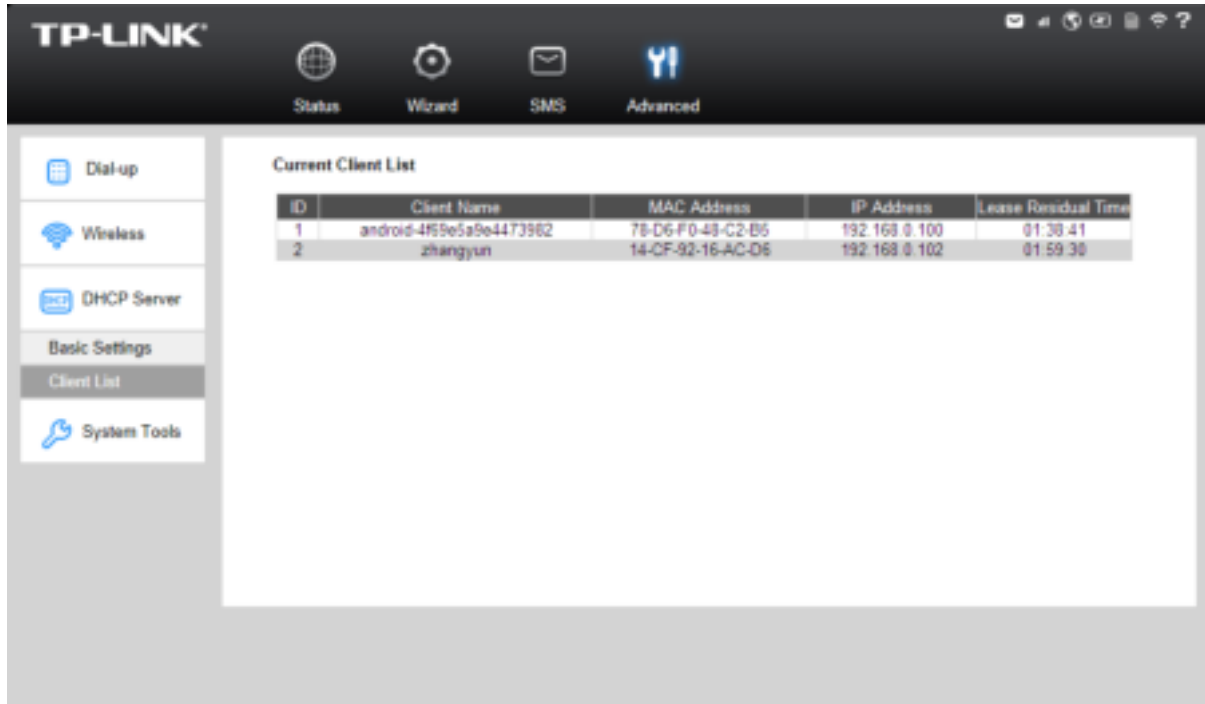 TP-LINK
Status Wizard SMS Advanced
Dial-up
Wireless
DHCP Server
Basic Settings
Client List
System Tools
Current Client List
ID Client Name MAC Address IP Address Lease Residual Time
1 android-4f69e5a9e4473982 78-D6-F0-48-C2-B5 192.168.0.100 01:38:41
2 zhangyun 14-CF-92-16-AC-D6 192.168.0.102 01:59:30